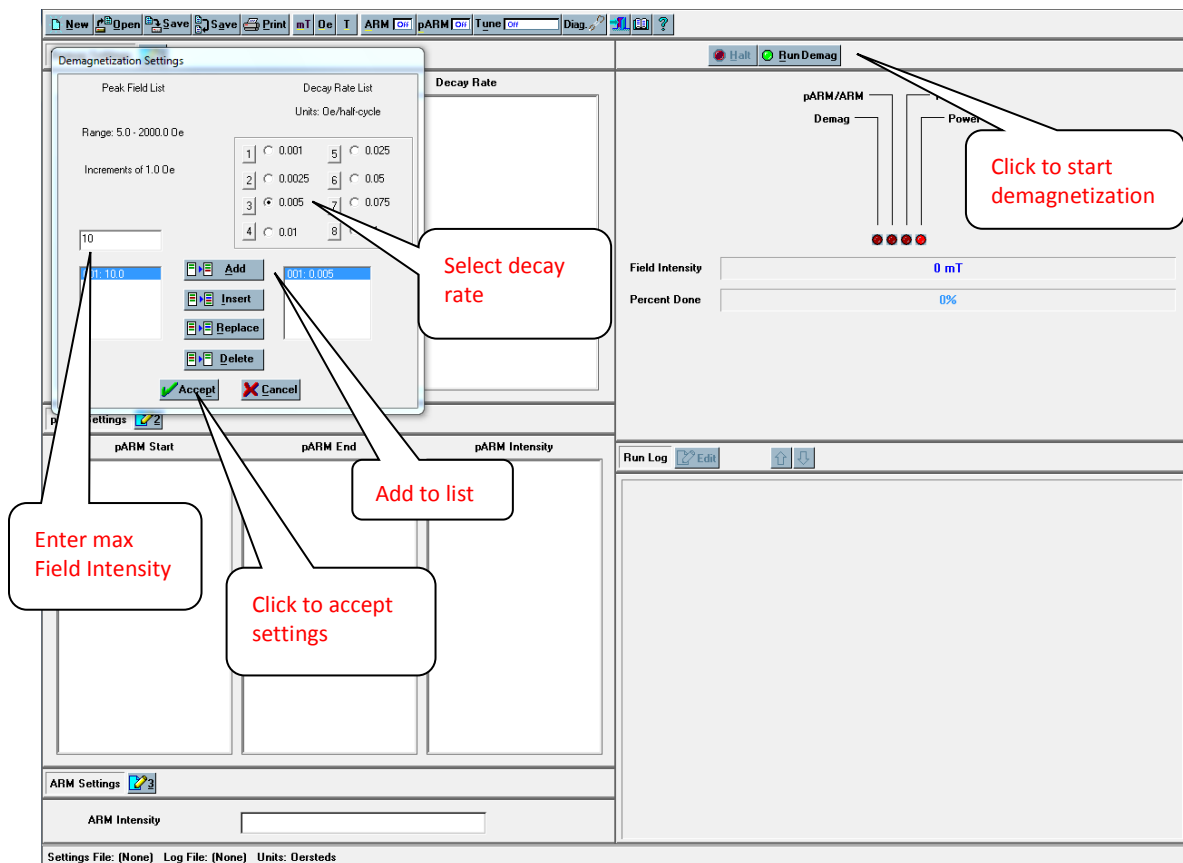 New Open Save Save Print mT Oe T ARM Off pARM Off Tune Off Diag. ?
Demagnetization Settings
Peak Field List
Decay Rate List
Units: Oe/half-cycle
Range: 5.0 - 2000.0 Oe
Increments of 1.0 Oe
1 0.001 5 0.025
2 0.0025 6 0.05
3 0.005 7 0.075
4 0.01 8
10
001: 10.0
001: 0.005
Add
Insert
Replace
Delete
Accept Cancel
Decay Rate
Halt Run Demag
pARM/ARM
Demag
Power
Click to start
demagnetization
Select decay
rate
Field Intensity 0 mT
Percent Done 0%
Settings 2
pARM Start pARM End pARM Intensity
Run Log Edit
Add to list
Enter max
Field Intensity
Click to accept
settings
ARM Settings 3
ARM Intensity
Settings File: (None) Log File: (None) Units: Oersteds